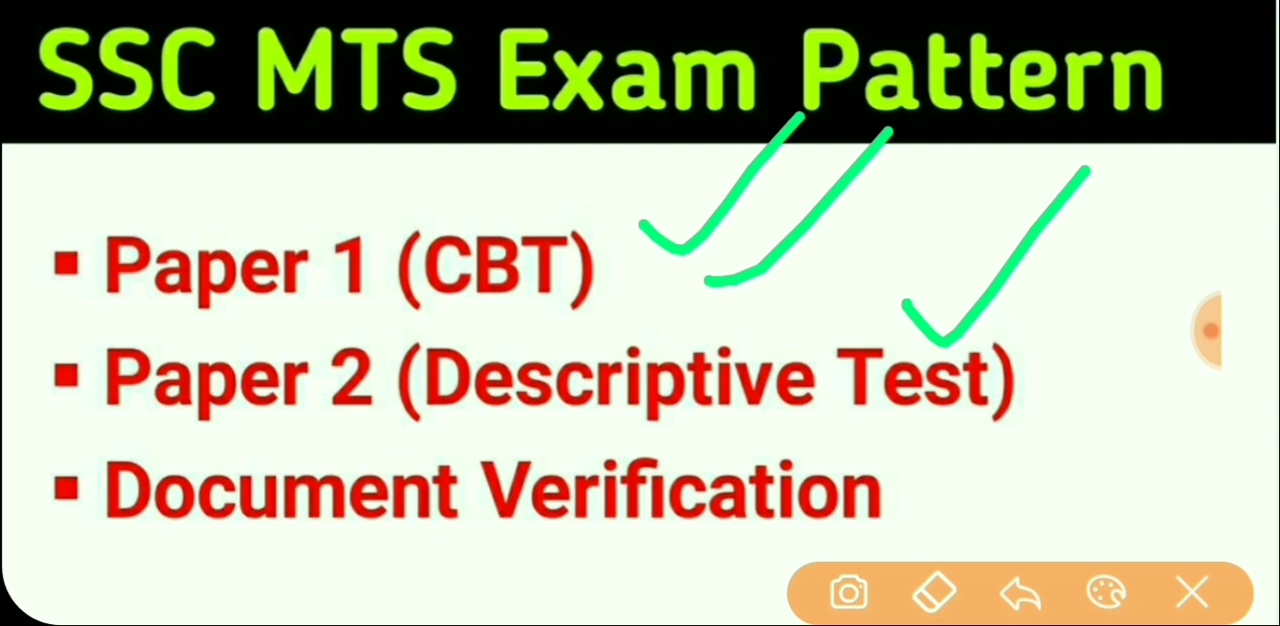 SSC MTS Exam Pattern
▪ Paper 1 (CBT)
▪ Paper 2 (Descriptive Test)
▪ Document Verification